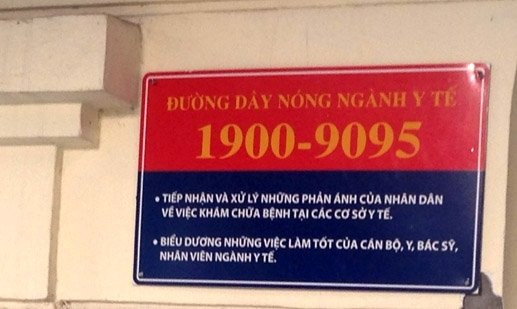 ĐƯỜNG DÂY NÓNG NGÀNH Y TẾ
1900-9095
• TIẾP NHẬN VÀ XỬ LÝ NHỮNG PHẢN ÁNH CỦA NHÂN DÂN
VỀ VIỆC KHÁM CHỮA BỆNH TẠI CÁC CƠ SỞ Y TẾ.
• BIỂU DƯƠNG NHỮNG VIỆC LÀM TỐT CỦA CÁN BỘ, Y, BÁC SỸ,
NHÂN VIÊN NGÀNH Y TẾ.